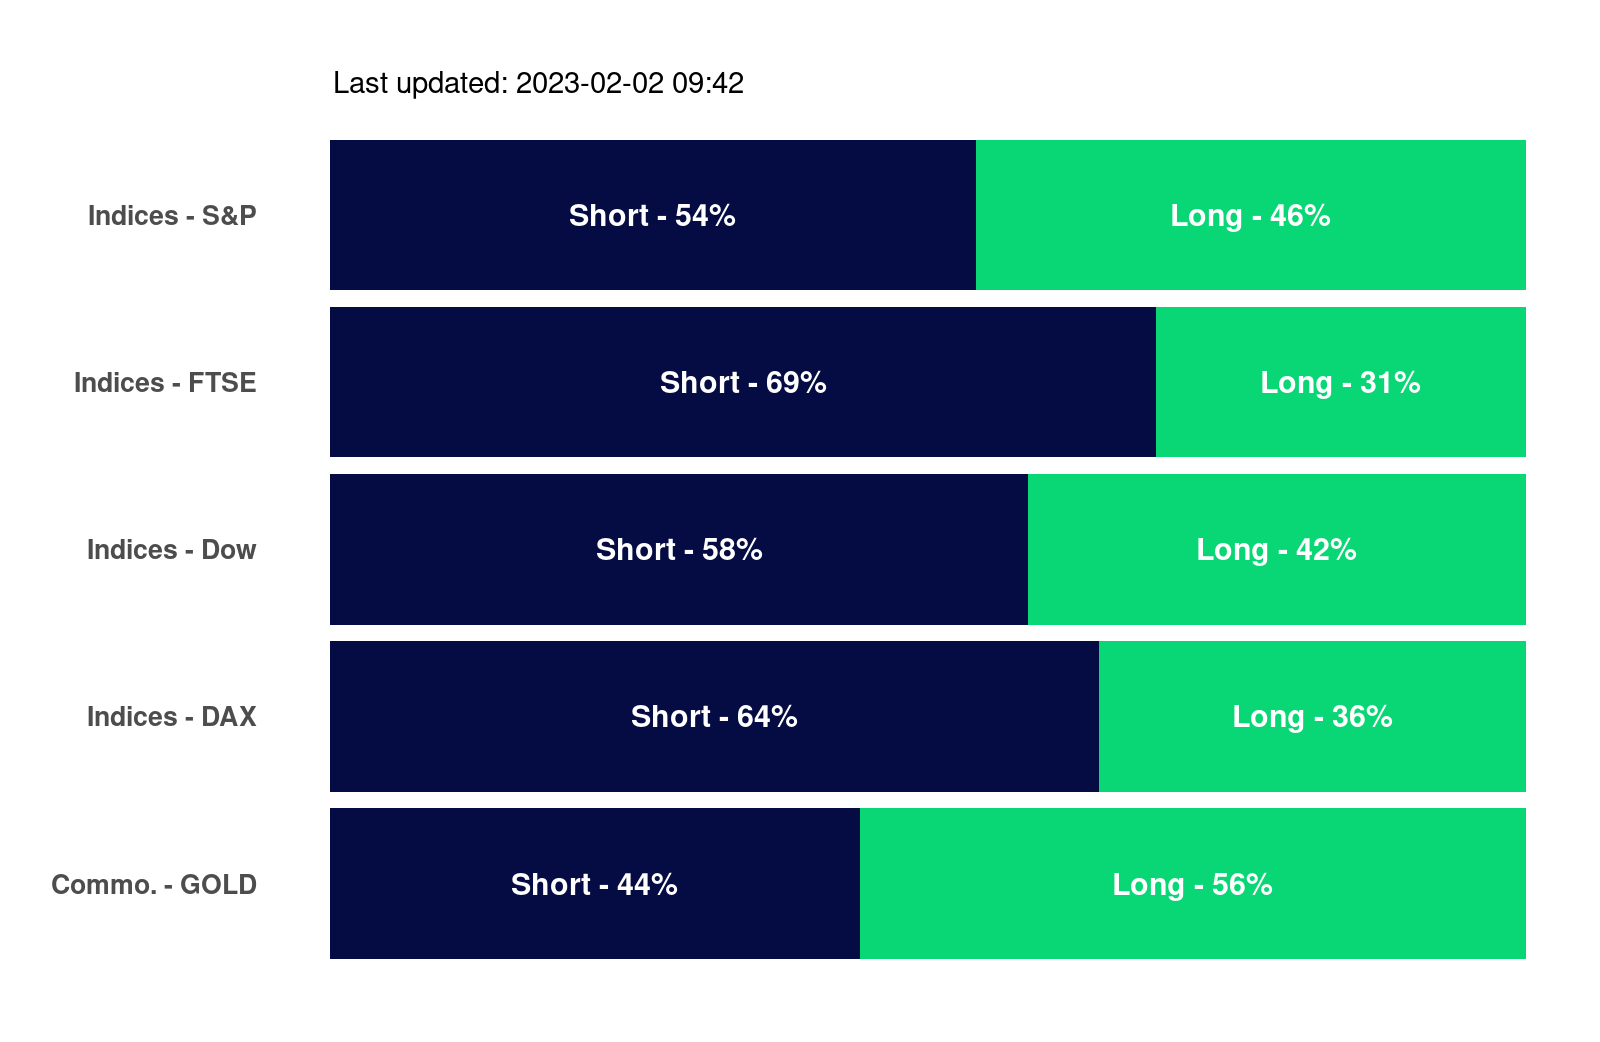 Last updated: 2023-02-02 09:42
Indices - S&P Short - 54% Long - 46%
Indices - FTSE Short - 69% Long - 31%
Indices - Dow Short - 58% Long - 42%
Indices - DAX Short - 64% Long - 36%
Commo. - GOLD Short - 44% Long - 56%